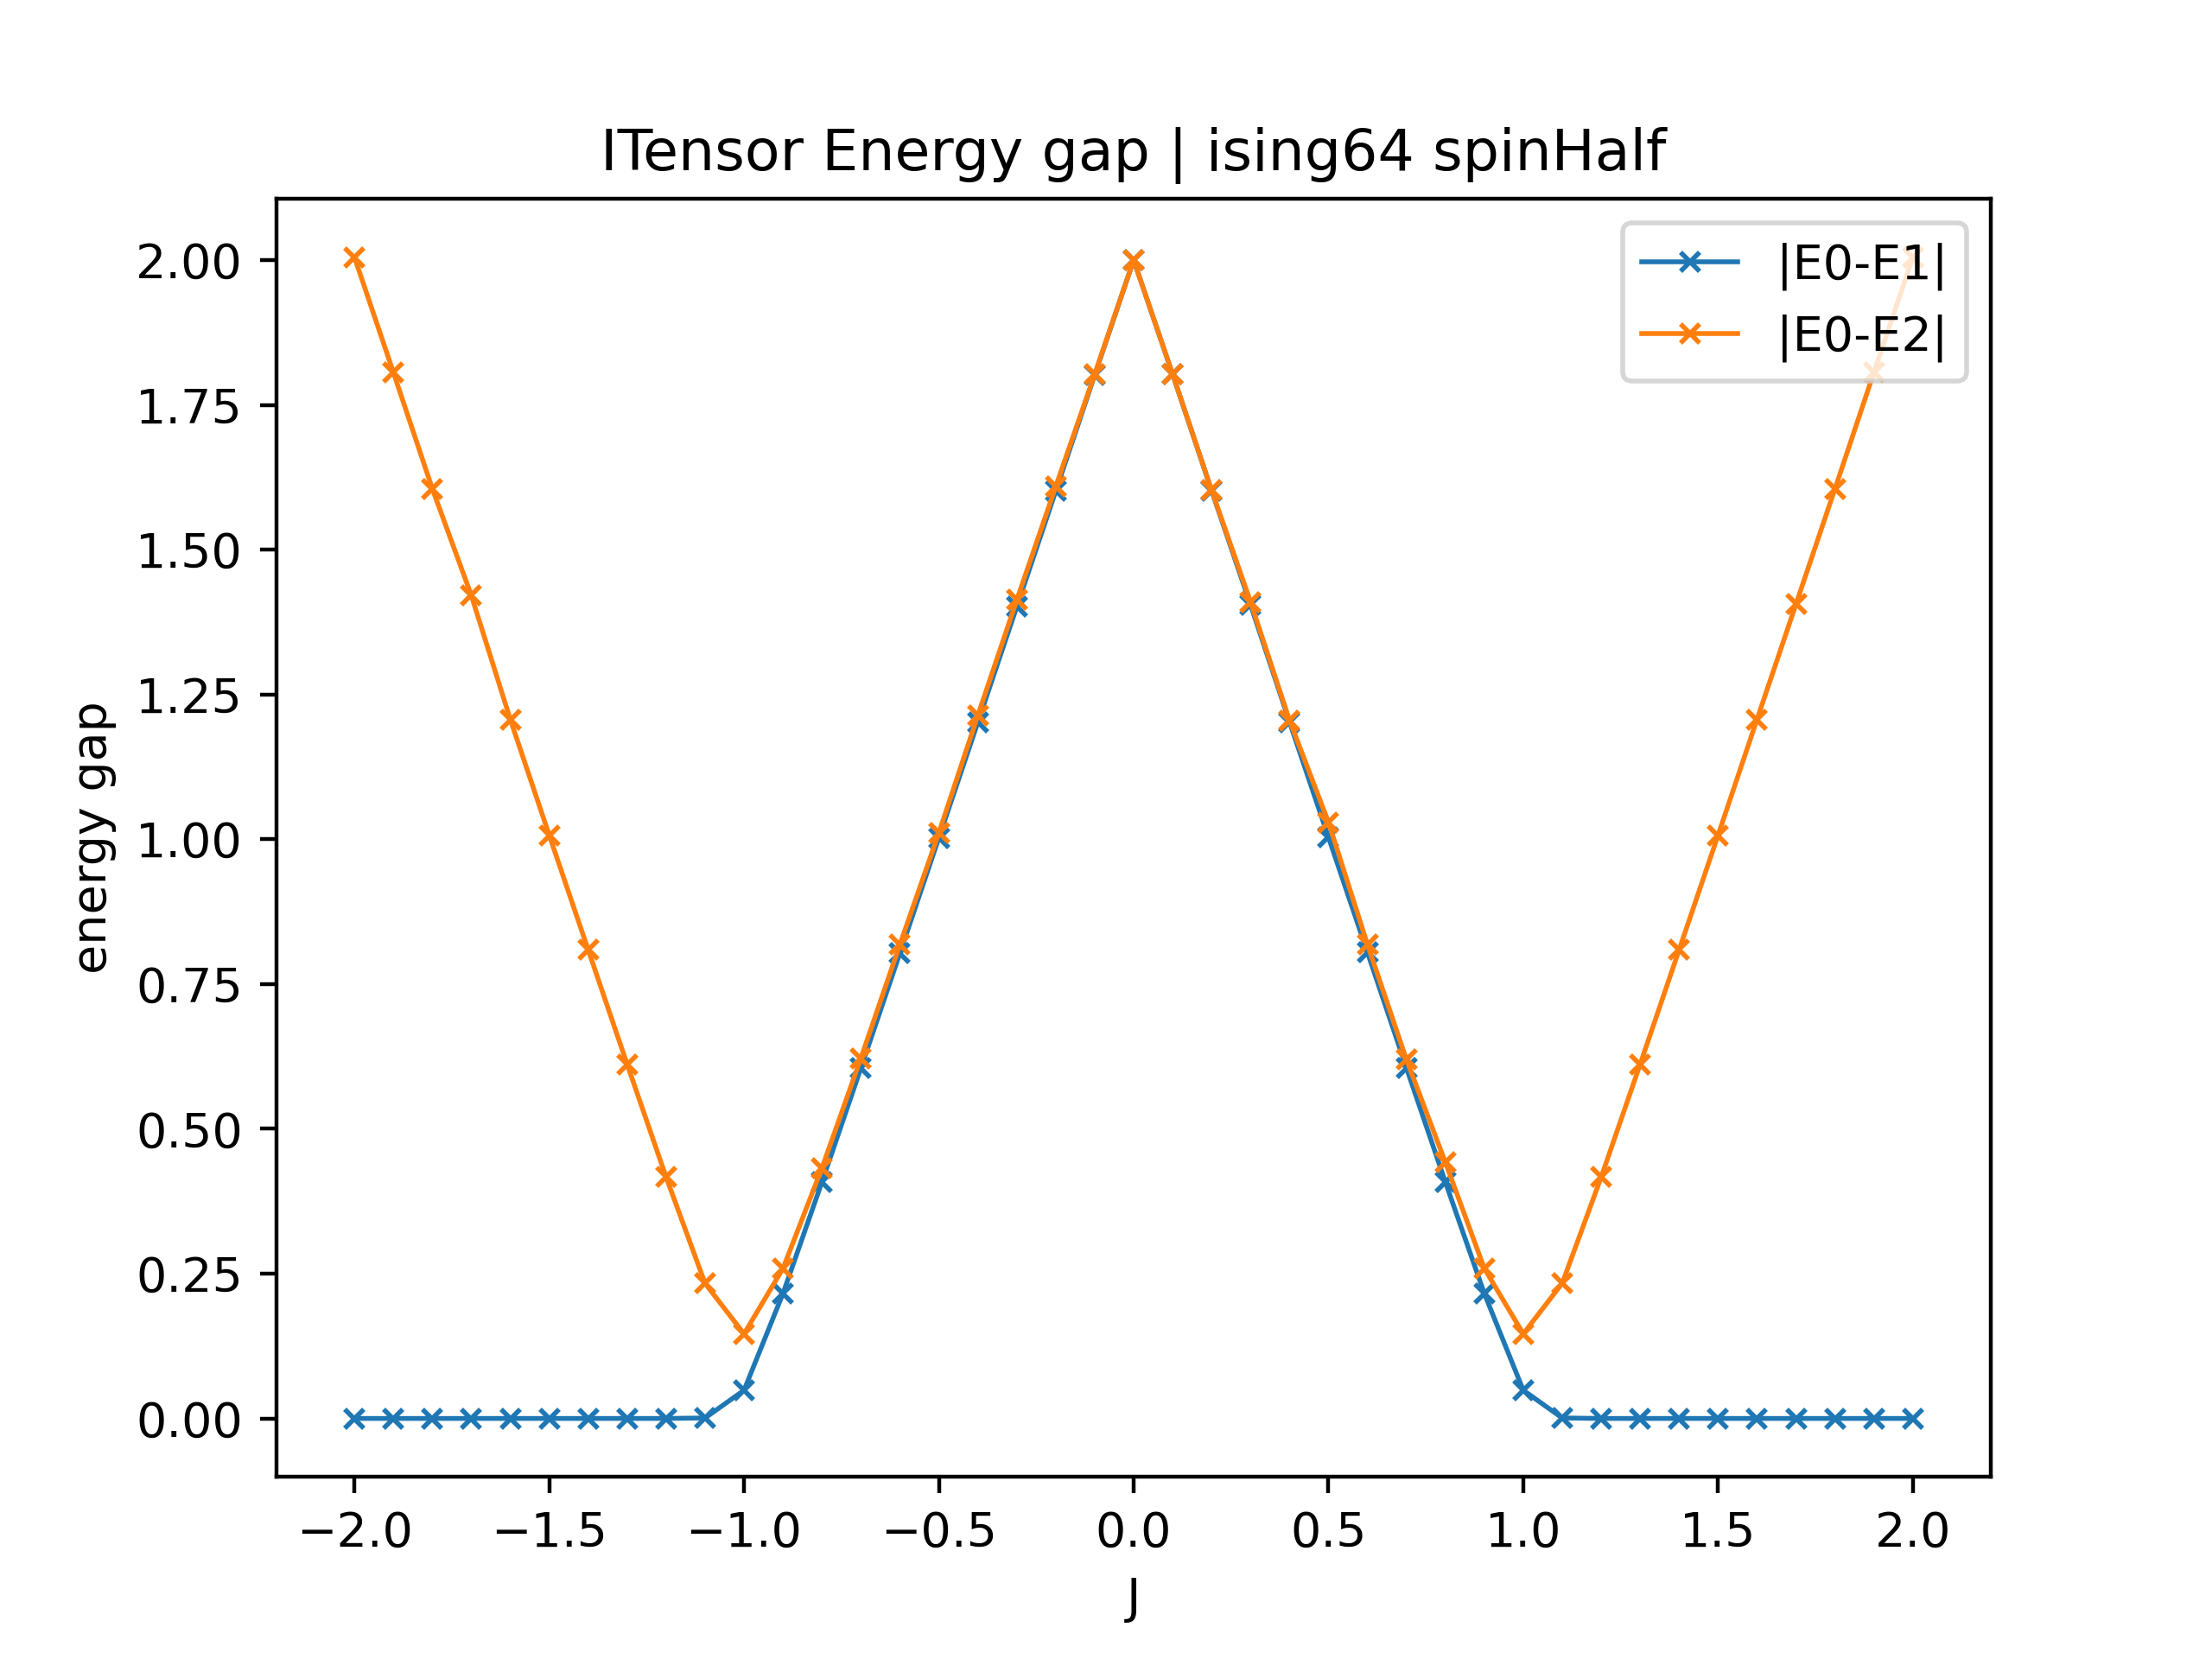 ITensor Energy gap | ising64 spinHalf
|E0-E1|
|E0-E2|
2.00
1.75
1.50
1.25
1.00
0.75
0.50
0.25
0.00
energy gap
−2.0 −1.5 −1.0 −0.5 0.0 0.5 1.0 1.5 2.0
J